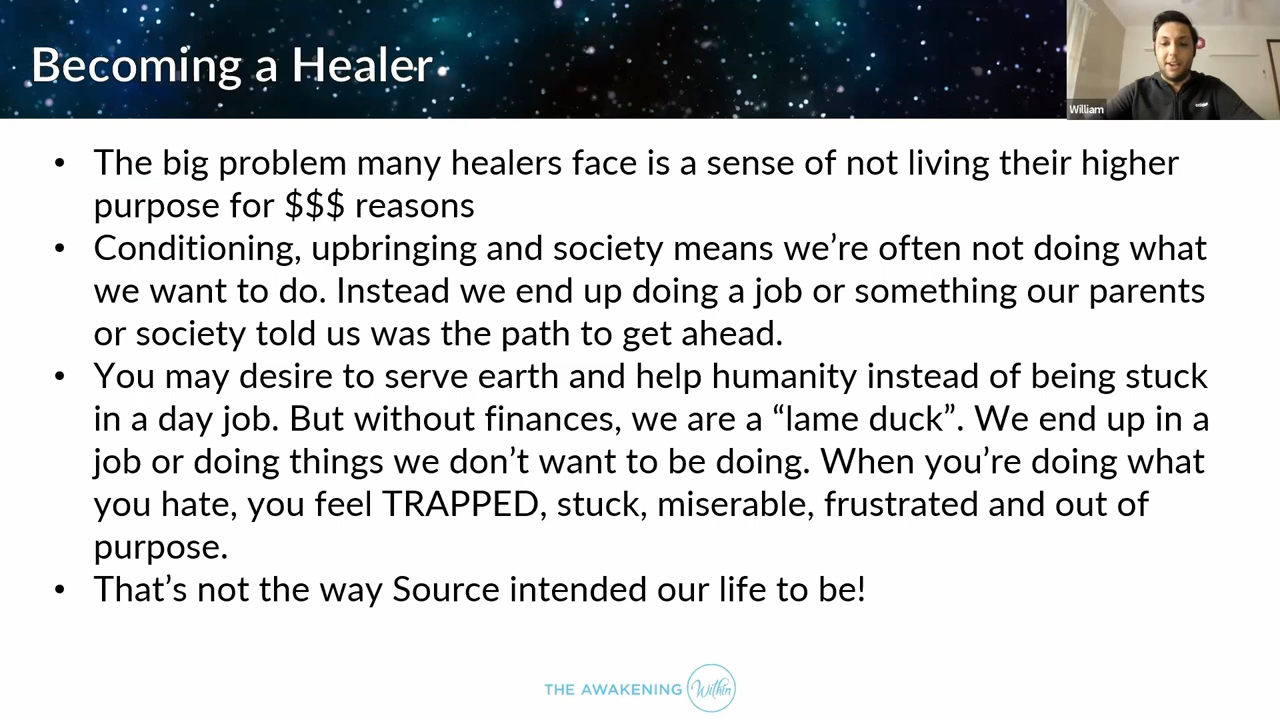 Becoming a Healer
William
• The big problem many healers face is a sense of not living their higher
purpose for $$$ reasons
• Conditioning, upbringing and society means we’re often not doing what
we want to do. Instead we end up doing a job or something our parents
or society told us was the path to get ahead.
• You may desire to serve earth and help humanity instead of being stuck
in a day job. But without finances, we are a “lame duck”. We end up in a
job or doing things we don’t want to be doing. When you’re doing what
you hate, you feel TRAPPED, stuck, miserable, frustrated and out of
purpose.
• That’s not the way Source intended our life to be!
THE AWAKENING Within